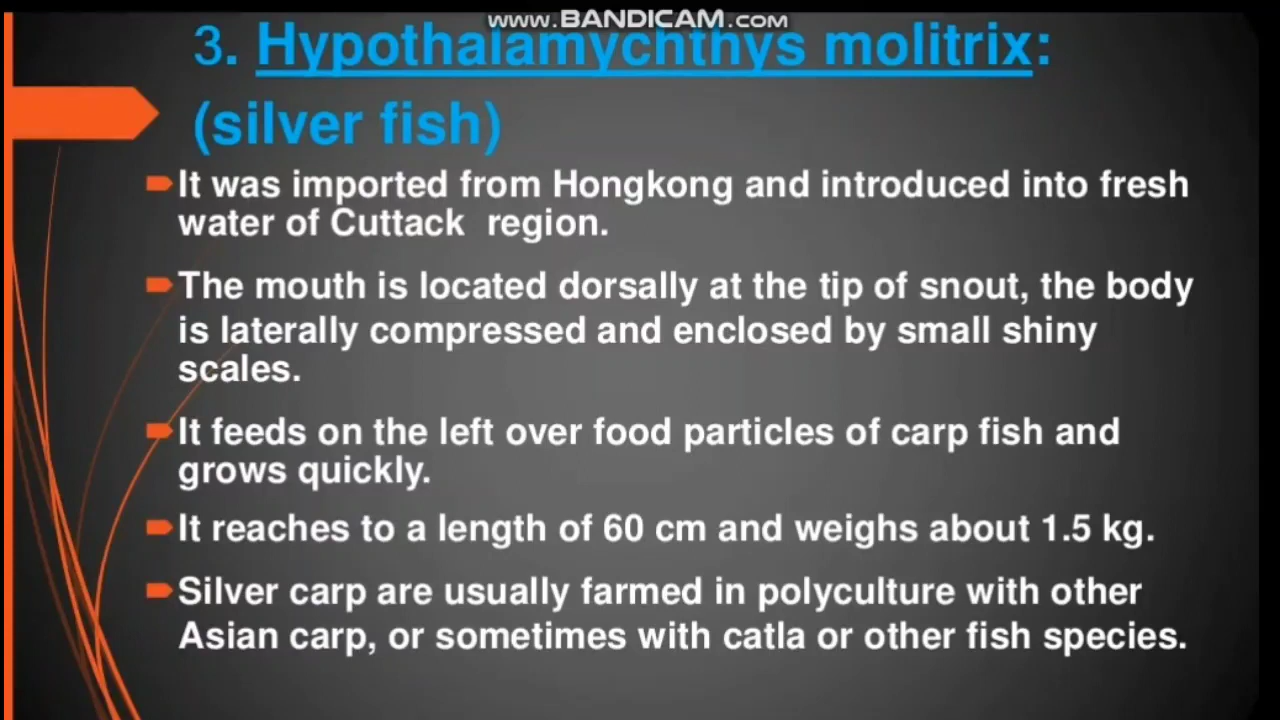 www.BANDICAM.com
3. Hypothalamychthys molitrix:
(silver fish)
It was imported from Hongkong and introduced into fresh
water of Cuttack region.
The mouth is located dorsally at the tip of snout, the body
is laterally compressed and enclosed by small shiny
scales.
It feeds on the left over food particles of carp fish and
grows quickly.
It reaches to a length of 60 cm and weighs about 1.5 kg.
Silver carp are usually farmed in polyculture with other
Asian carp, or sometimes with catla or other fish species.